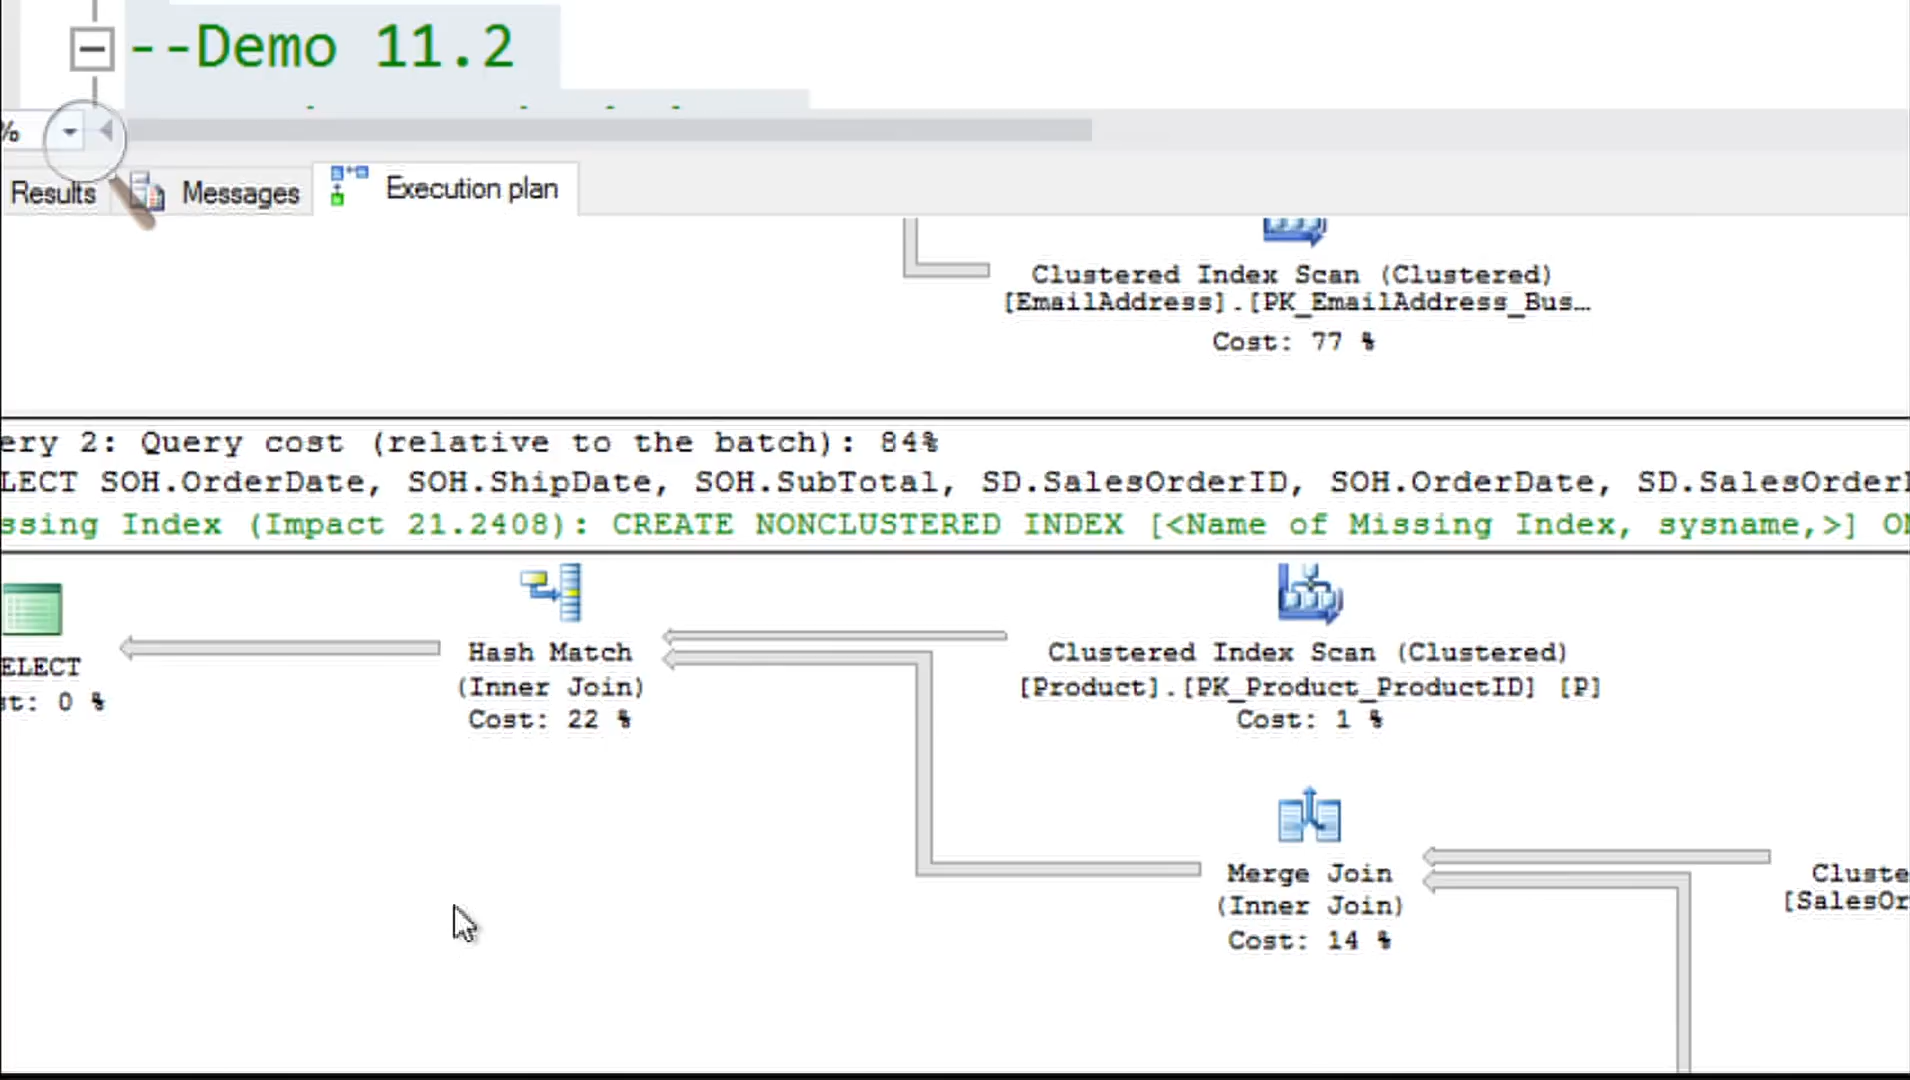 --Demo 11.2
%
Results Messages Execution plan
Clustered Index Scan (Clustered)
[EmailAddress].[PK_EmailAddress_Bus…
Cost: 77 %
ery 2: Query cost (relative to the batch): 84%
LECT SOH.OrderDate, SOH.ShipDate, SOH.SubTotal, SD.SalesOrderID, SOH.OrderDate, SD.SalesOrderI
ssing Index (Impact 21.2408): CREATE NONCLUSTERED INDEX [<Name of Missing Index, sysname,>] ON
ELECT
st: 0 %
Hash Match
(Inner Join)
Cost: 22 %
Clustered Index Scan (Clustered)
[Product].[PK_Product_ProductID] [P]
Cost: 1 %
Merge Join
(Inner Join)
Cost: 14 %
Cluste
[SalesOr